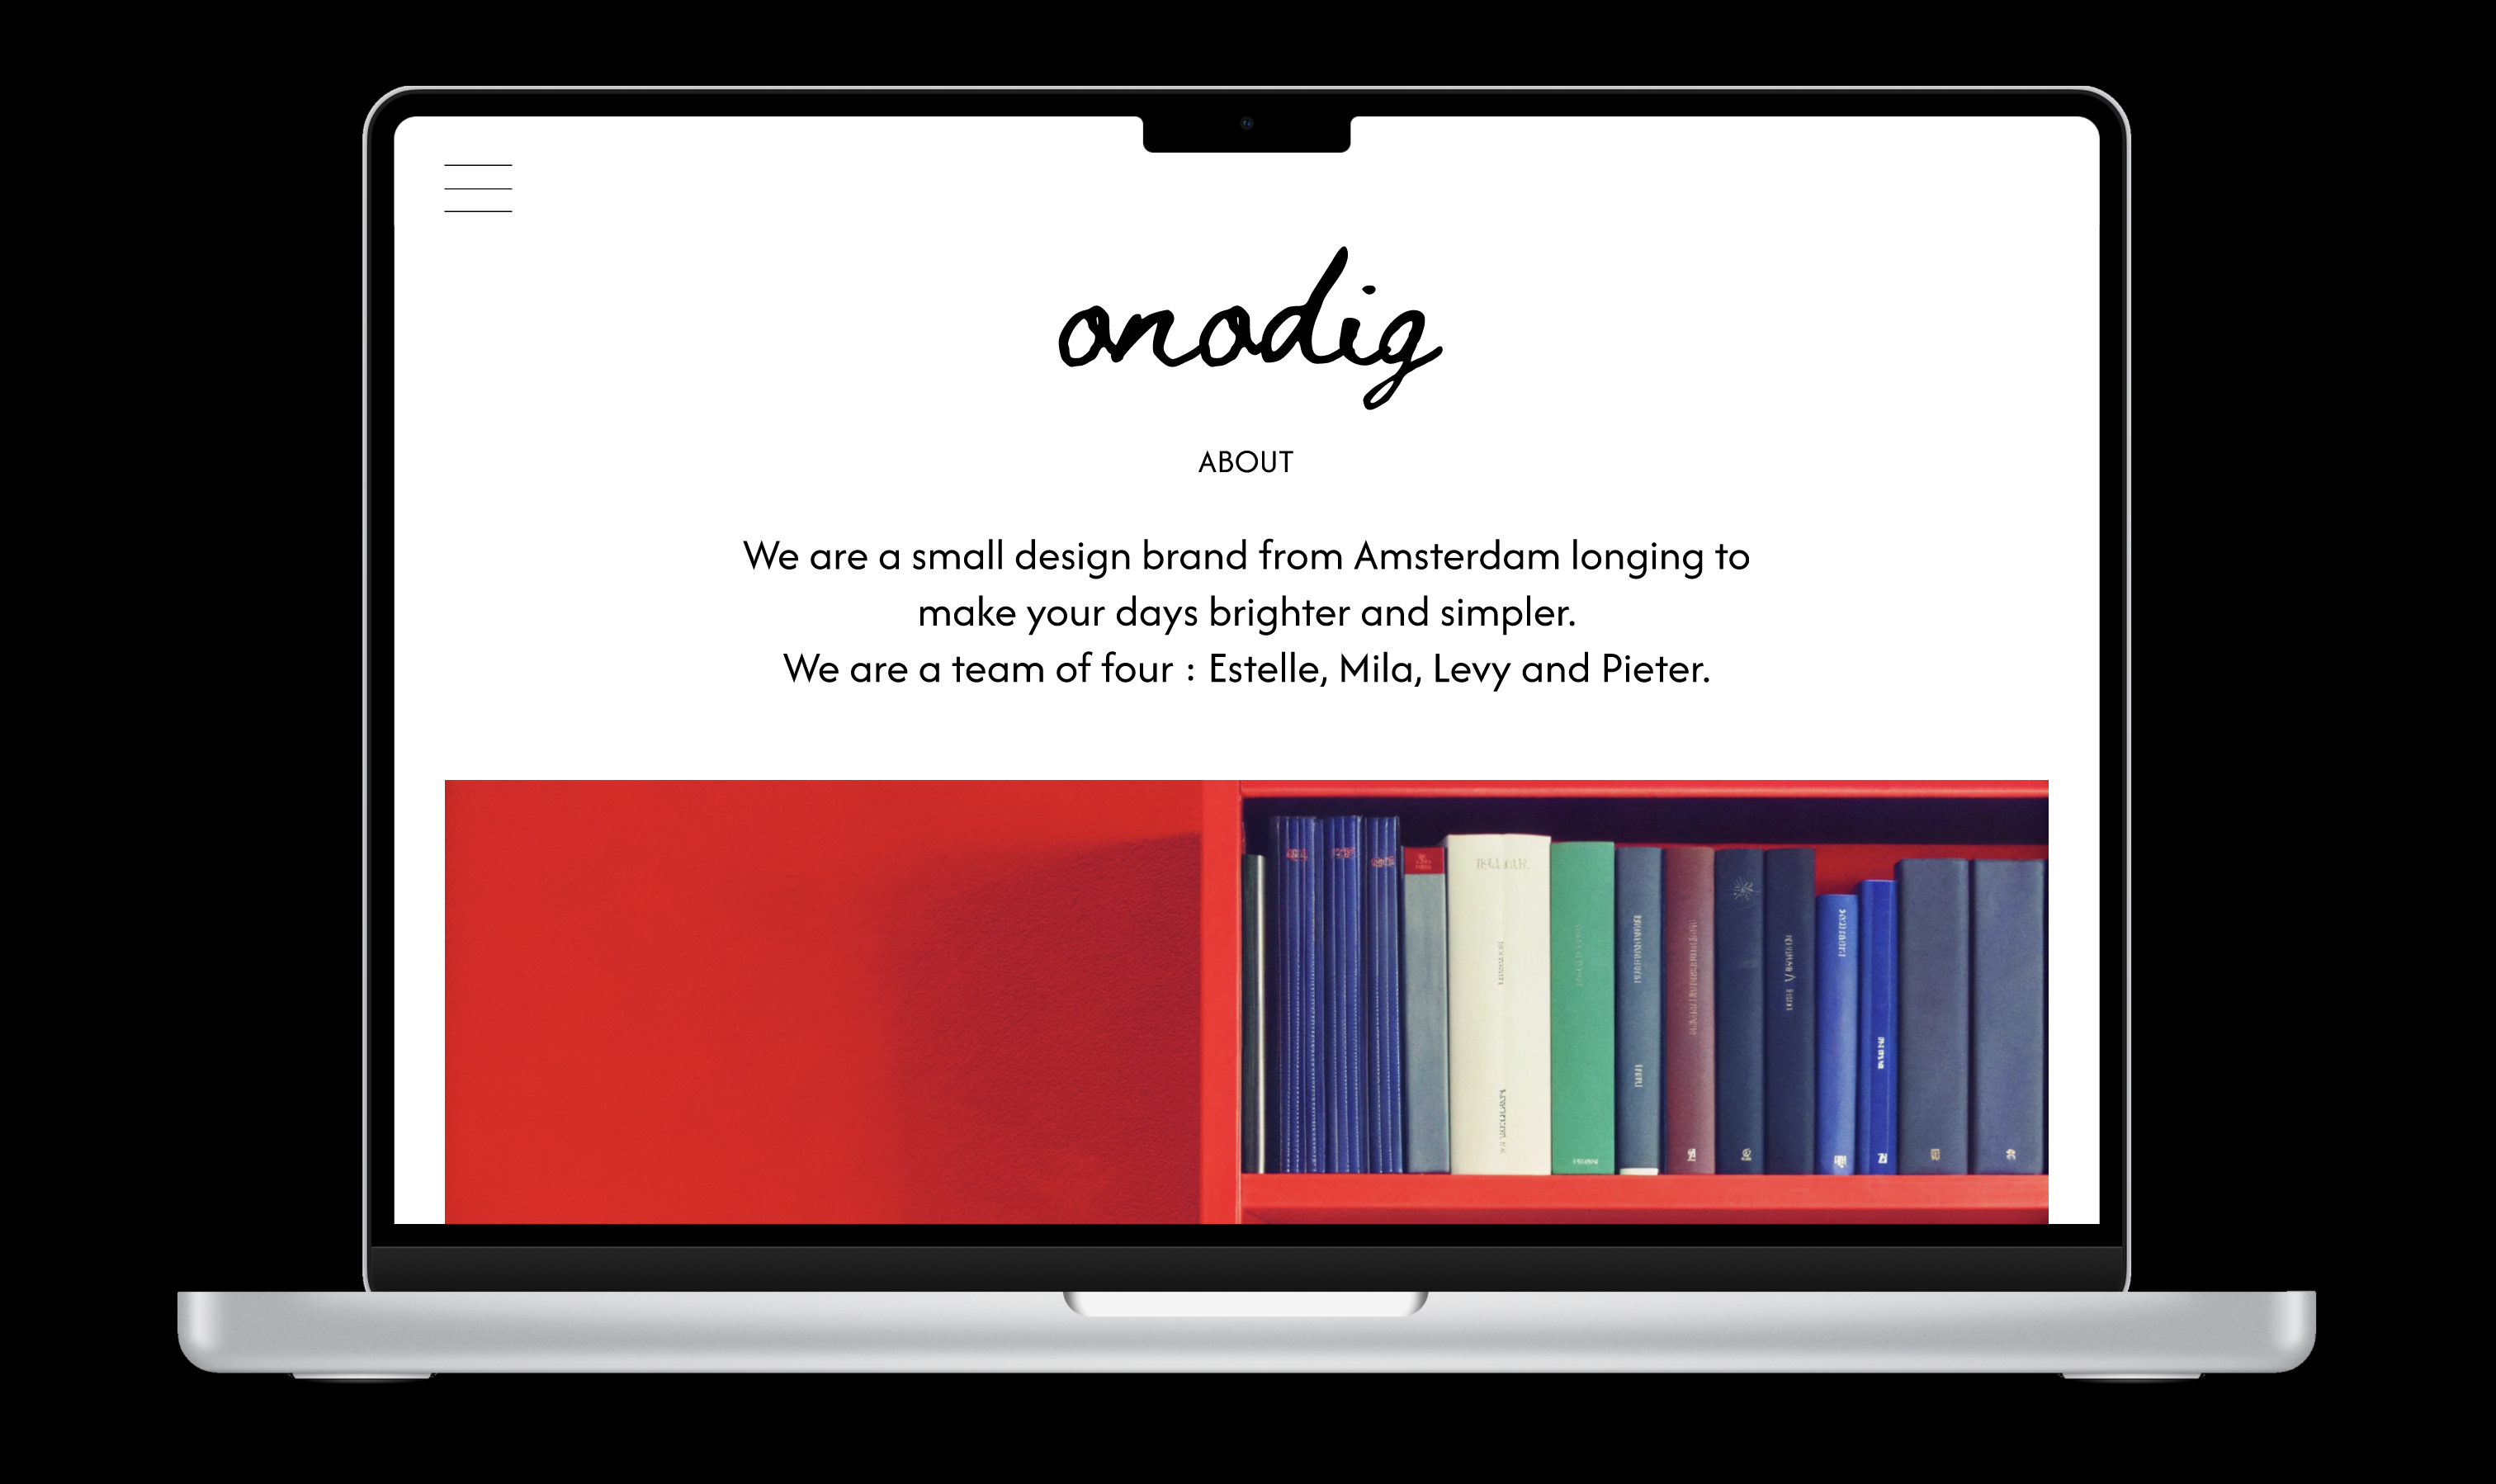 onodig
ABOUT
We are a small design brand from Amsterdam longing to
make your days brighter and simpler.
We are a team of four : Estelle, Mila, Levy and Pieter.